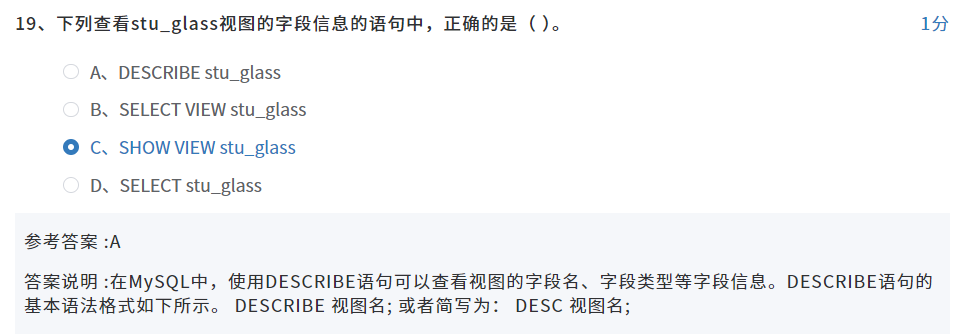 19、下列查看stu_glass视图的字段信息的语句中，正确的是（ ）。 1分
A、DESCRIBE stu_glass
B、SELECT VIEW stu_glass
C、SHOW VIEW stu_glass
D、SELECT stu_glass
参考答案 :A
答案说明 :在MySQL中，使用DESCRIBE语句可以查看视图的字段名、字段类型等字段信息。DESCRIBE语句的
基本语法格式如下所示。 DESCRIBE 视图名; 或者简写为： DESC 视图名;